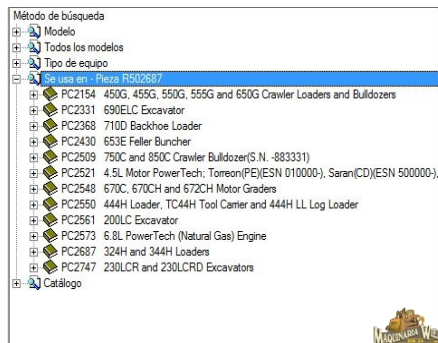 Método de búsqueda
Modelo
Todos los modelos
Tipo de equipo
Se usa en - Pieza R502687
PC2154 450G, 455G, 550G, 555G and 650G Crawler Loaders and Bulldozers
PC2331 690ELC Excavator
PC2368 710D Backhoe Loader
PC2430 653E Feller Buncher
PC2509 750C and 850C Crawler Bulldozer(S.N. -883331)
PC2521 4.5L Motor PowerTech; Torreon(PE)(ESN 010000-), Saran(CD)(ESN 500000-),
PC2548 670C, 670CH and 672CH Motor Graders
PC2550 444H Loader, TC44H Tool Carrier and 444H LL Log Loader
PC2561 200LC Excavator
PC2573 6.8L PowerTech (Natural Gas) Engine
PC2687 324H and 344H Loaders
PC2747 230LCR and 230LCRD Excavators
Catálogo
MAQUINARIA